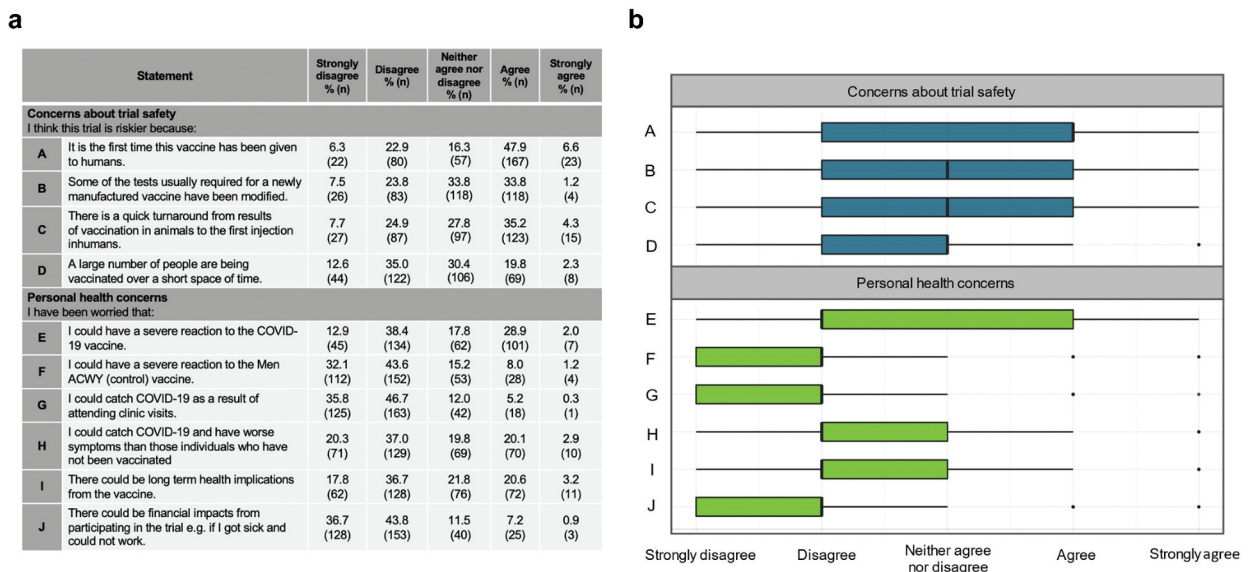 a
Statement
Strongly
disagree
% (n)
Disagree
% (n)
Neither
agree nor
disagree
% (n)
Agree
% (n)
Strongly
agree
% (n)
Concerns about trial safety
I think this trial is riskier because:
A
It is the first time this vaccine has been given
to humans.
6.3
(22)
22.9
(80)
16.3
(57)
47.9
(167)
6.6
(23)
B
Some of the tests usually required for a newly
manufactured vaccine have been modified.
7.5
(26)
23.8
(83)
33.8
(118)
33.8
(118)
1.2
(4)
C
There is a quick turnaround from results
of vaccination in animals to the first injection
inhumans.
7.7
(27)
24.9
(87)
27.8
(97)
35.2
(123)
4.3
(15)
D
A large number of people are being
vaccinated over a short space of time.
12.6
(44)
35.0
(122)
30.4
(106)
19.8
(69)
2.3
(8)
Personal health concerns
I have been worried that:
E
I could have a severe reaction to the COVID-
19 vaccine.
12.9
(45)
38.4
(134)
17.8
(62)
28.9
(101)
2.0
(7)
F
I could have a severe reaction to the Men
ACWY (control) vaccine.
32.1
(112)
43.6
(152)
15.2
(53)
8.0
(28)
1.2
(4)
G
I could catch COVID-19 as a result of
attending clinic visits.
35.8
(125)
46.7
(163)
12.0
(42)
5.2
(18)
0.3
(1)
H
I could catch COVID-19 and have worse
symptoms than those individuals who have
not been vaccinated
20.3
(71)
37.0
(129)
19.8
(69)
20.1
(70)
2.9
(10)
I
There could be long term health implications
from the vaccine.
17.8
(62)
36.7
(128)
21.8
(76)
20.6
(72)
3.2
(11)
J
There could be financial impacts from
participating in the trial e.g. if I got sick and
could not work.
36.7
(128)
43.8
(153)
11.5
(40)
7.2
(25)
0.9
(3)
b
Concerns about trial safety
A
B
C
D
Personal health concerns
E
F
G
H
I
J
Strongly disagree
Disagree
Neither agree
nor disagree
Agree
Strongly agree